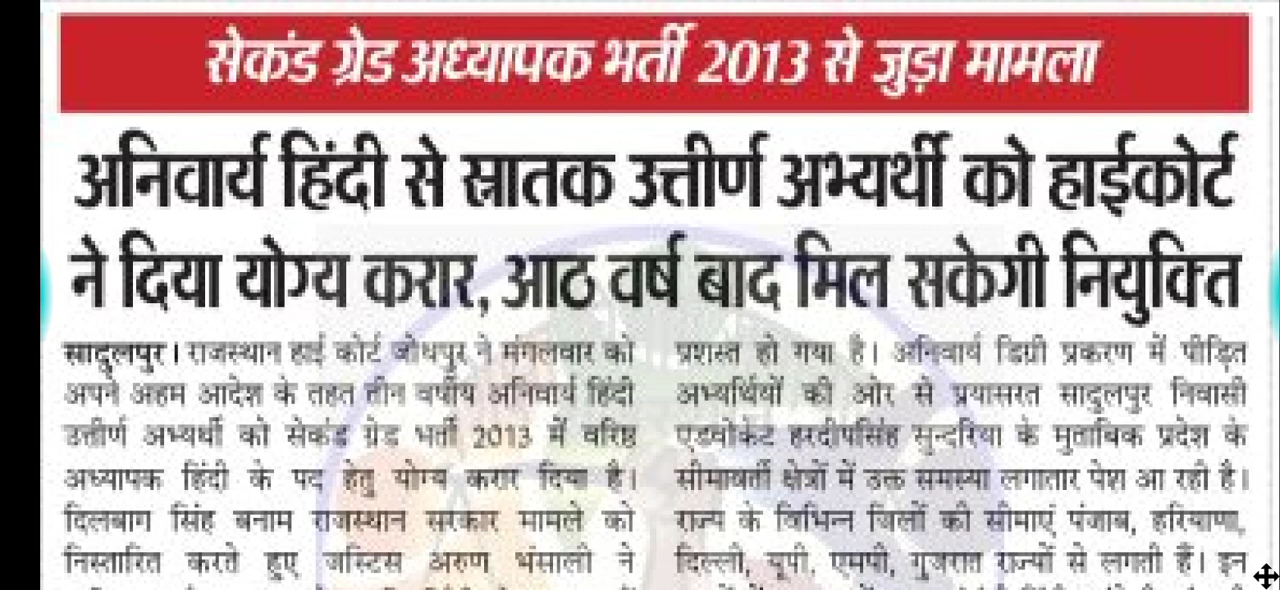 सेकंड ग्रेड अध्यापक भर्ती 2013 से जुड़ा मामला
अनिवार्य हिंदी से स्नातक उत्तीर्ण अभ्यर्थी को हाईकोर्ट
ने दिया योग्य करार, आठ वर्ष बाद मिल सकेगी नियुक्ति
सादुलपुर। राजस्थान हाई कोर्ट जोधपुर ने मंगलवार को
अपने अहम आदेश के तहत तीन वर्षीय अनिवार्य हिंदी
उत्तीर्ण अभ्यर्थी को सेकंड ग्रेड भर्ती 2013 में वरिष्ठ
अध्यापक हिंदी के पद हेतु योग्य करार दिया है।
दिलबाग सिंह बनाम राजस्थान सरकार मामले को
निस्तारित करते हुए जस्टिस अरुण भंसाली ने
प्रशस्त हो गया है। अनिवार्य डिग्री प्रकरण में पीड़ित
अभ्यर्थियों की ओर से प्रयासरत सादुलपुर निवासी
एडवोकेट हरदीपसिंह सुन्दरिया के मुताबिक प्रदेश के
सीमावर्ती क्षेत्रों में उक्त समस्या लगातार पेश आ रही है।
राज्य के विभिन्न जिलों की सीमाएं पंजाब, हरियाणा,
दिल्ली, यूपी, एमपी, गुजरात राज्यों से लगती हैं। इन